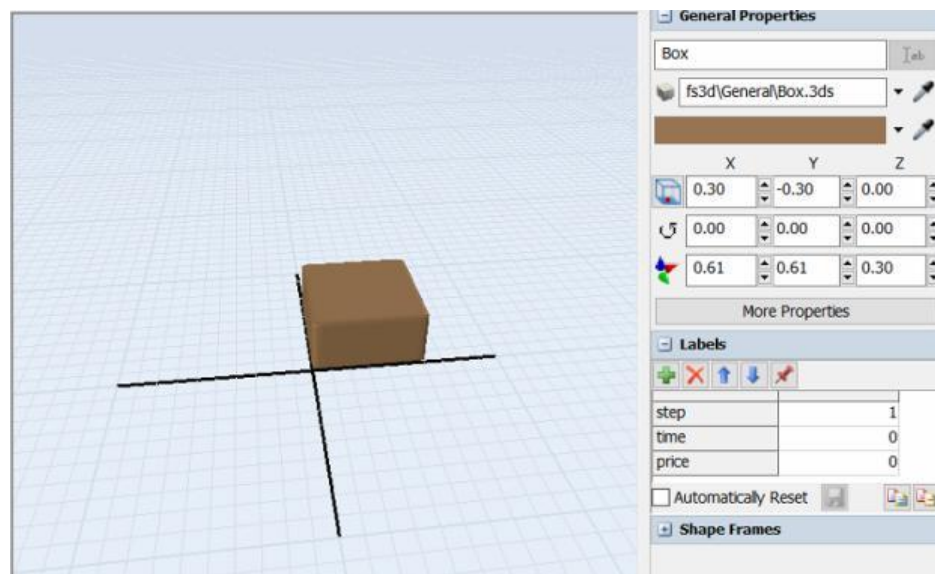 General Properties
Box
fs3d\General\Box.3ds
X Y Z
0.30 -0.30 0.00
0.00 0.00 0.00
0.61 0.61 0.30
More Properties
Labels
step 1
time 0
price 0
Automatically Reset
Shape Frames